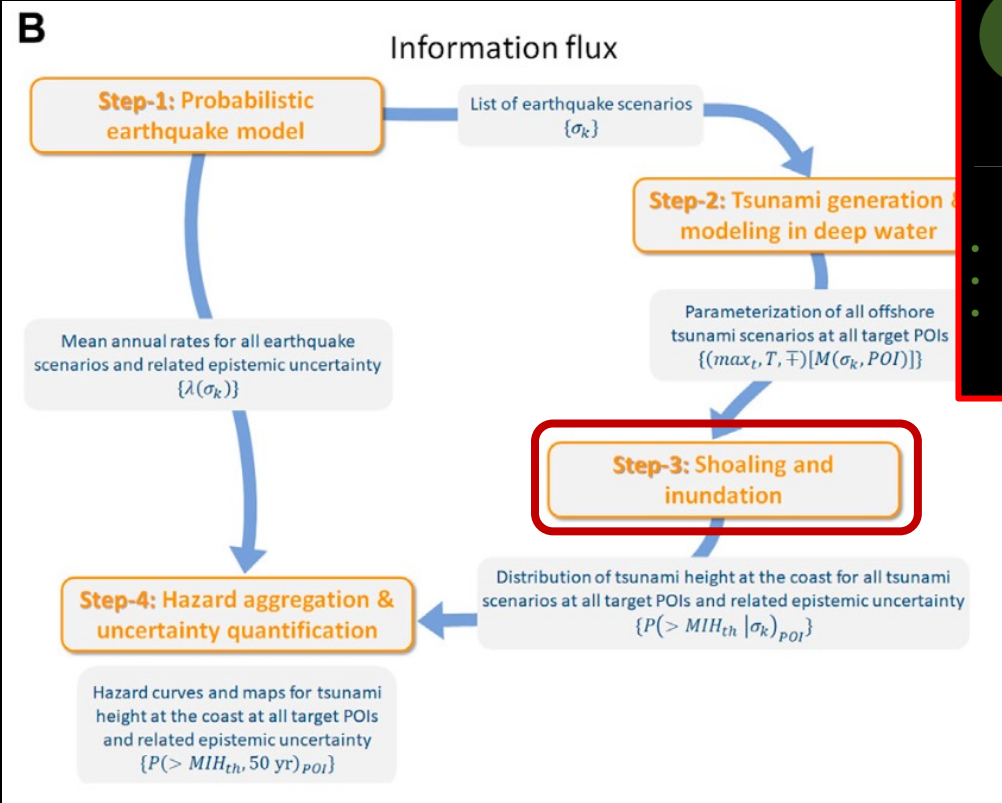 B
Information flux
Step-1: Probabilistic
earthquake model
List of earthquake scenarios
{σₖ}
Step-2: Tsunami generation
modeling in deep water
Mean annual rates for all earthquake
scenarios and related epistemic uncertainty
{λ(σₖ)}
Parameterization of all offshore
tsunami scenarios at all target POIs
{(maxₜ, T, ∓)[M(σₖ, POI)]}
Step-3: Shoaling and
inundation
Distribution of tsunami height at the coast for all tsunami
scenarios at all target POIs and related epistemic uncertainty
{P(> MIH_th |σₖ)_POI}
Step-4: Hazard aggregation &
uncertainty quantification
Hazard curves and maps for tsunami
height at the coast at all target POIs
and related epistemic uncertainty
{P(> MIH_th, 50 yr)_POI}